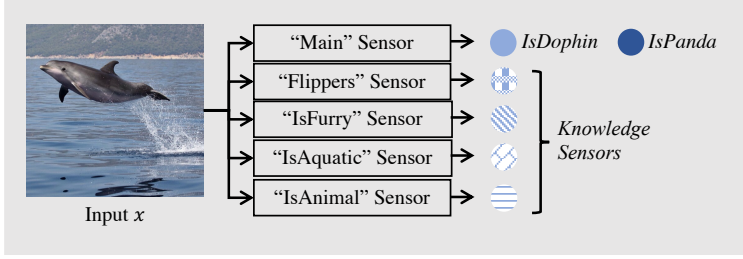 “Main” Sensor
IsDophin
IsPanda
“Flippers” Sensor
“IsFurry” Sensor
Knowledge
Sensors
“IsAquatic” Sensor
“IsAnimal” Sensor
Input x